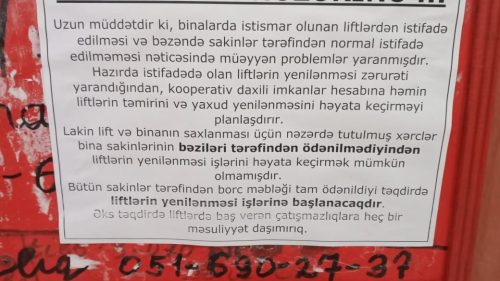 Uzun müddətdir ki, binalarda istismar olunan liftlərdən istifadə
edilməsi və bəzəndə sakinlər tərəfindən normal istifadə
edilməməsi nəticəsində müəyyən problemlər yaranmışdır.
Hazırda istifadədə olan liftlərin yenilənməsi zərurəti
yarandığından, kooperativ daxili imkanlar hesabına həmin
liftlərin təmirini və yaxud yenilənməsini həyata keçirməyi
planlaşdırır.
Lakin lift və binanın saxlanması üçün nəzərdə tutulmuş xərclər
bina sakinlərinin bəziləri tərəfindən ödənilmədiyindən
liftlərin yenilənməsi işlərini həyata keçirmək mümkün
olmamışdır.
Bütün sakinlər tərəfindən borc məbləği tam ödənildiyi təqdirdə
liftlərin yenilənməsi işlərinə başlanacaqdır.
Əks təqdirdə liftlərdə baş verən çatışmazlıqlara heç bir
məsuliyyət daşımırıq.
051-690-27-37